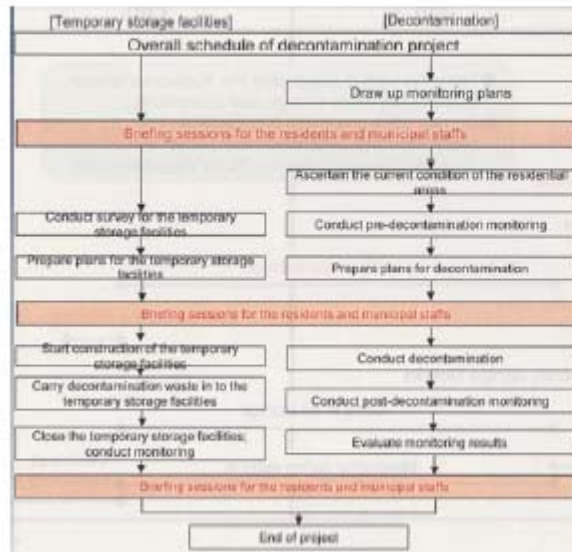 [Temporary storage facilities]
[Decontamination]
Overall schedule of decontamination project
Draw up monitoring plans
Briefing sessions for the residents and municipal staffs
Ascertain the current condition of the residential
areas
Conduct survey for the temporary
storage facilities
Conduct pre-decontamination monitoring
Prepare plans for the temporary storage
facilities
Prepare plans for decontamination
Briefing sessions for the residents and municipal staffs
Start construction of the temporary
storage facilities
Conduct decontamination
Carry decontamination waste in to the
temporary storage facilities
Conduct post-decontamination monitoring
Close the temporary storage facilities;
conduct monitoring
Evaluate monitoring results
Briefing sessions for the residents and municipal staffs
End of project